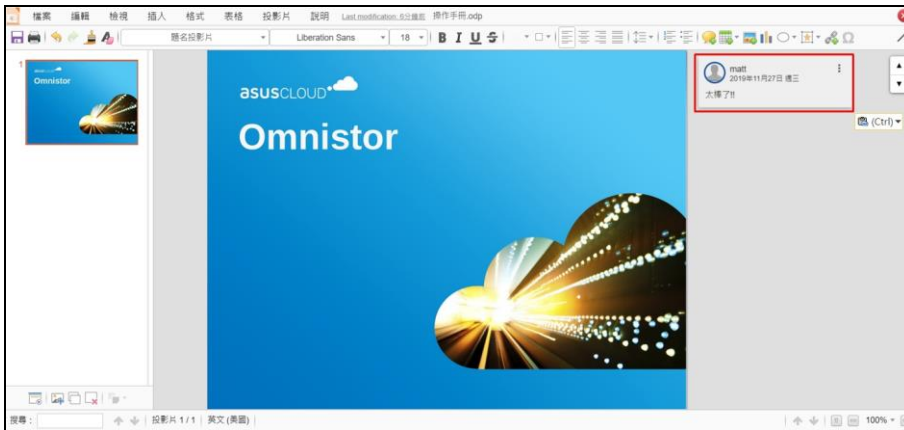 檔案 編輯 檢視 插入 格式 表格 投影片 說明 Last modification: 6分鐘前 操作手冊.odp
題名投影片 Liberation Sans 18 B I U S Ω
1
Omnistor
asusCLOUD
Omnistor
matt
2019年11月27日 週三
太棒了!!
(Ctrl)
搜尋: 投影片 1 / 1 英文 (美國) 100%